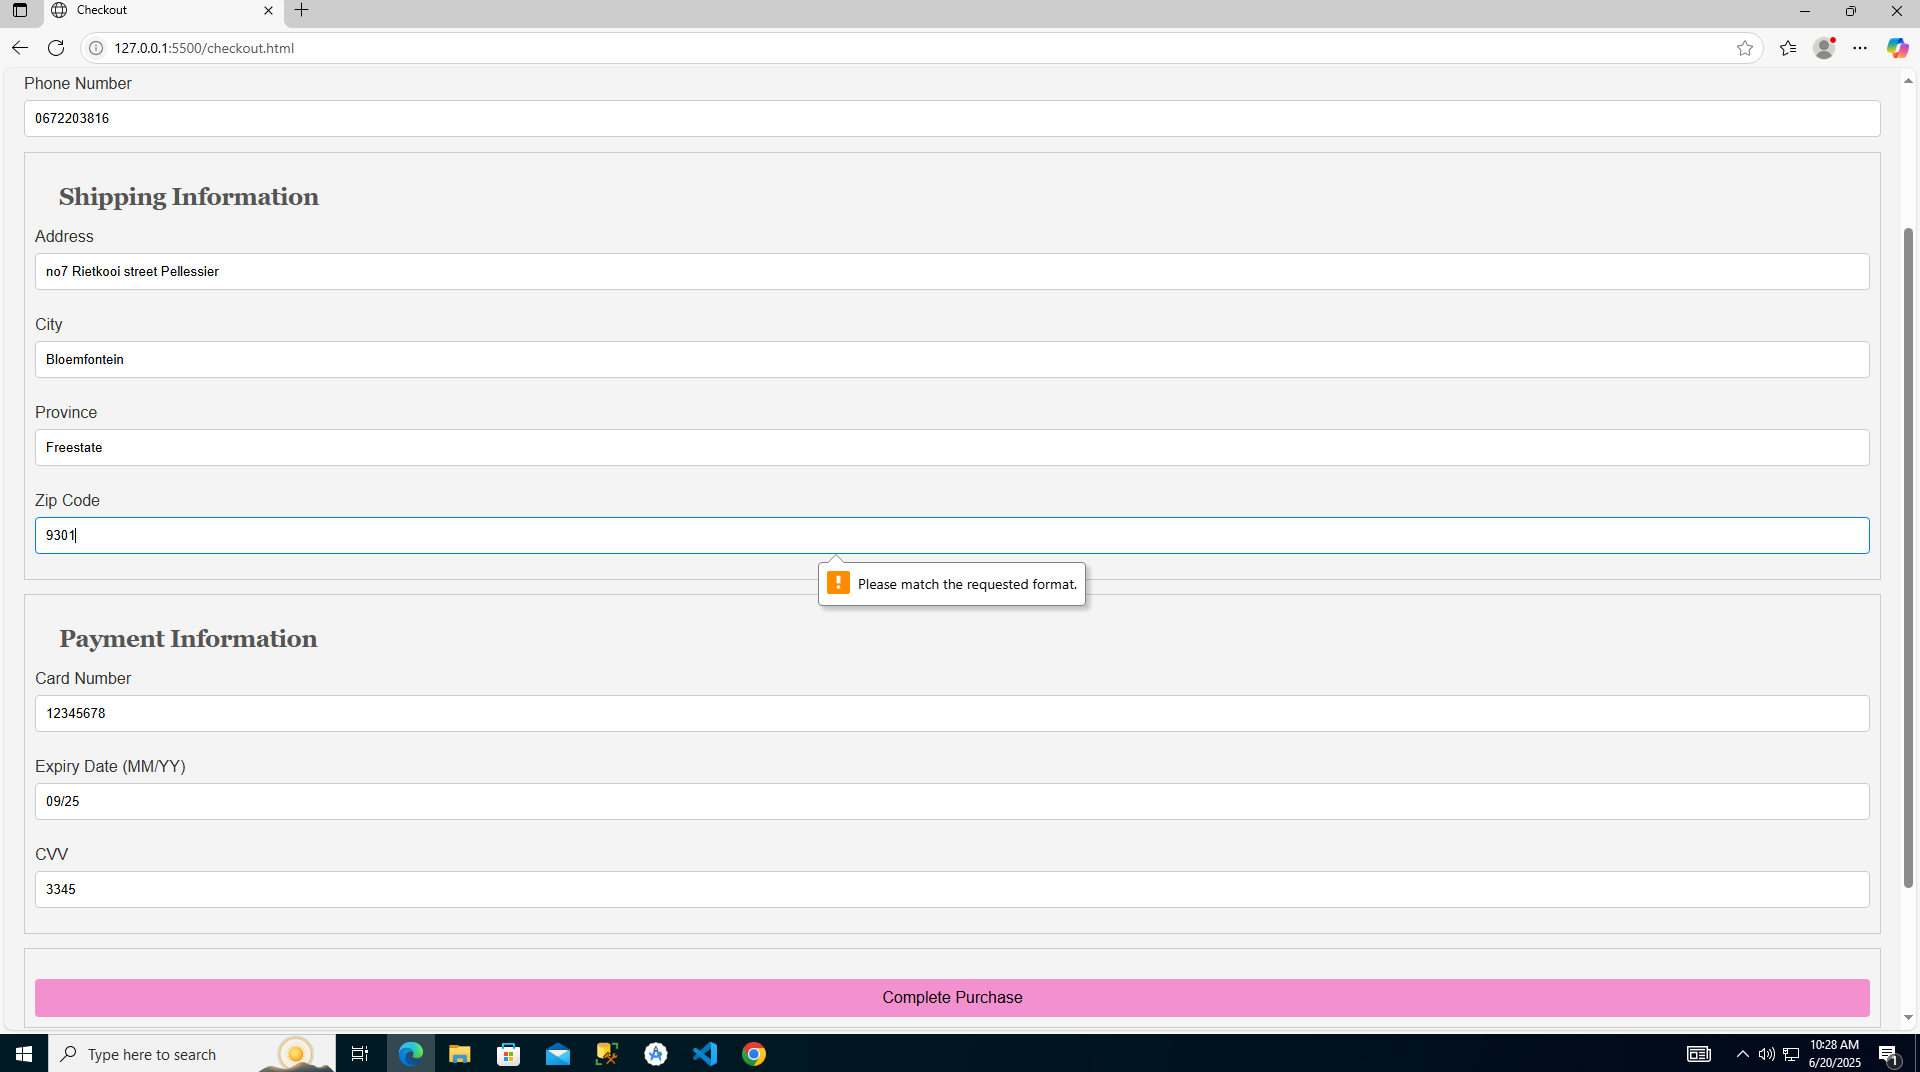 Checkout
127.0.0.1:5500/checkout.html
Phone Number
0672203816
Shipping Information
Address
no7 Rietkooi street Pellessier
City
Bloemfontein
Province
Freestate
Zip Code
9301
Please match the requested format.
Payment Information
Card Number
12345678
Expiry Date (MM/YY)
09/25
CVV
3345
Complete Purchase
Type here to search
10:28 AM
6/20/2025
1